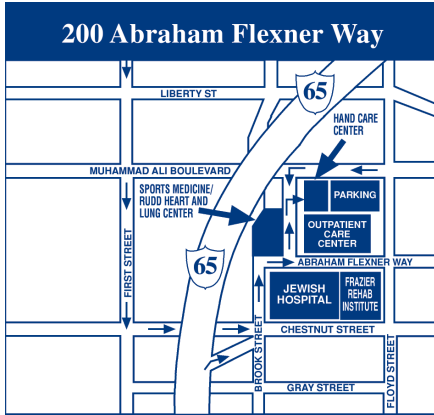 200 Abraham Flexner Way
65
LIBERTY ST
HAND CARE
CENTER
MUHAMMAD ALI BOULEVARD
SPORTS MEDICINE/
RUDD HEART AND
LUNG CENTER
PARKING
OUTPATIENT
CARE
CENTER
ABRAHAM FLEXNER WAY
FIRST STREET
65
JEWISH
HOSPITAL
FRAZIER
REHAB
INSTITUTE
CHESTNUT STREET
BROOK STREET
FLOYD STREET
GRAY STREET